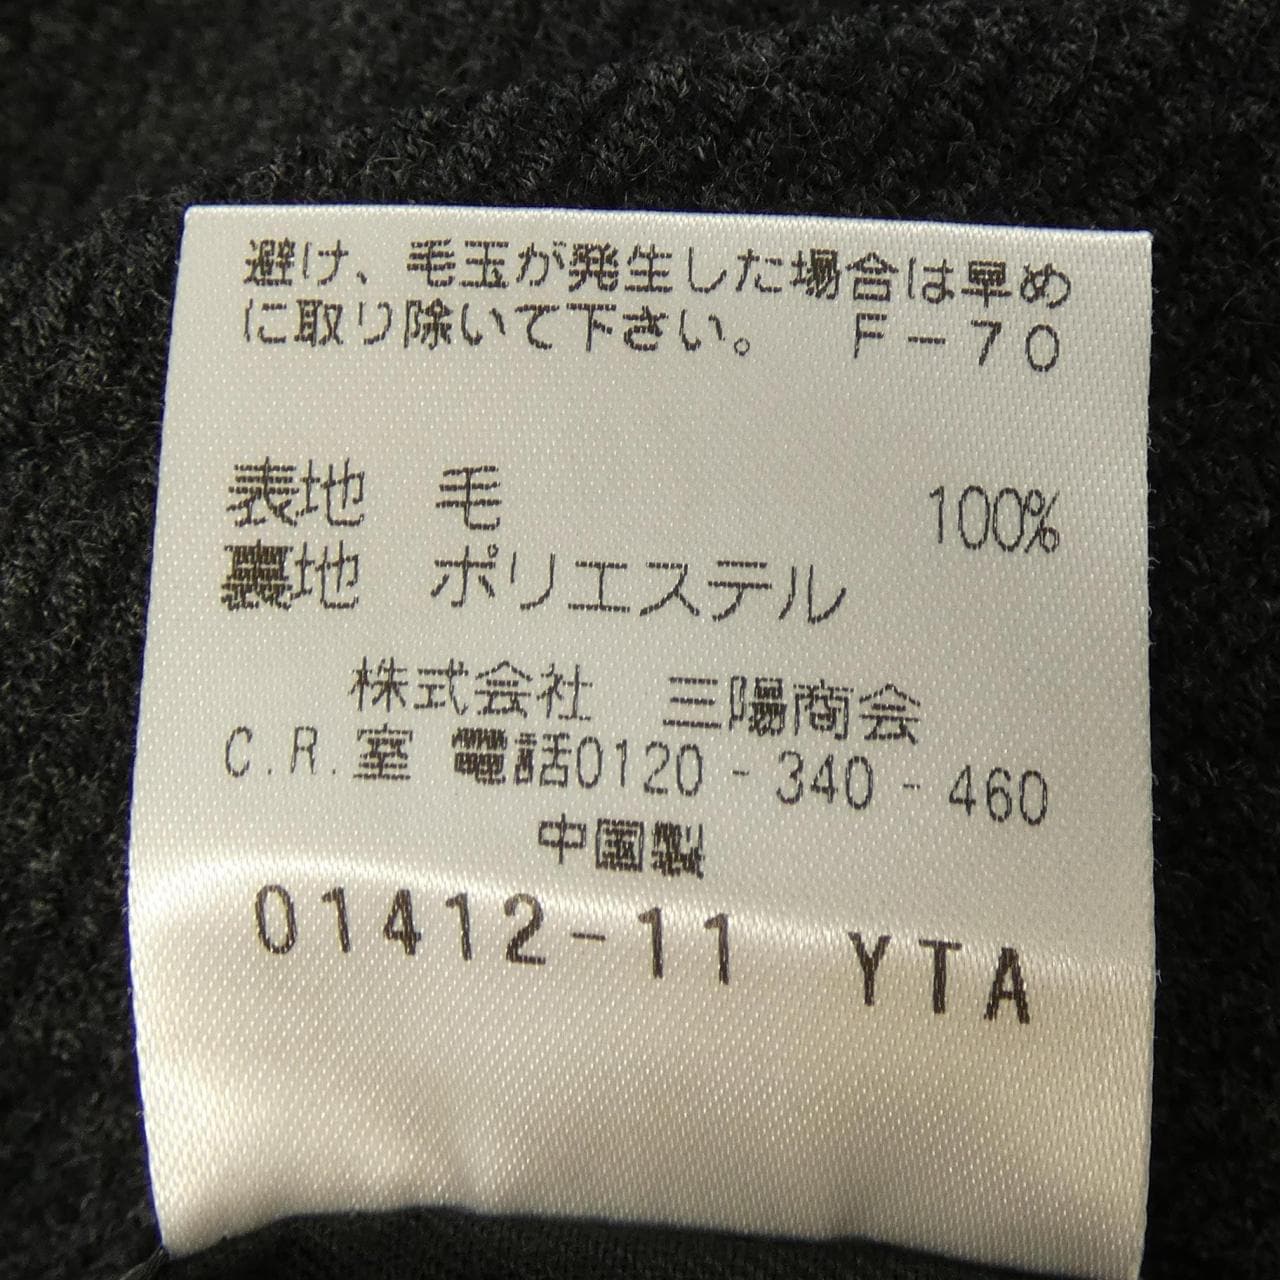 避け、毛玉が発生した場合は早め
に取り除いて下さい。 F-70
表地 毛 100%
裏地 ポリエステル
株式会社 三陽商会
C.R.室 電話0120-340-460
中国製
01412-11 YTA